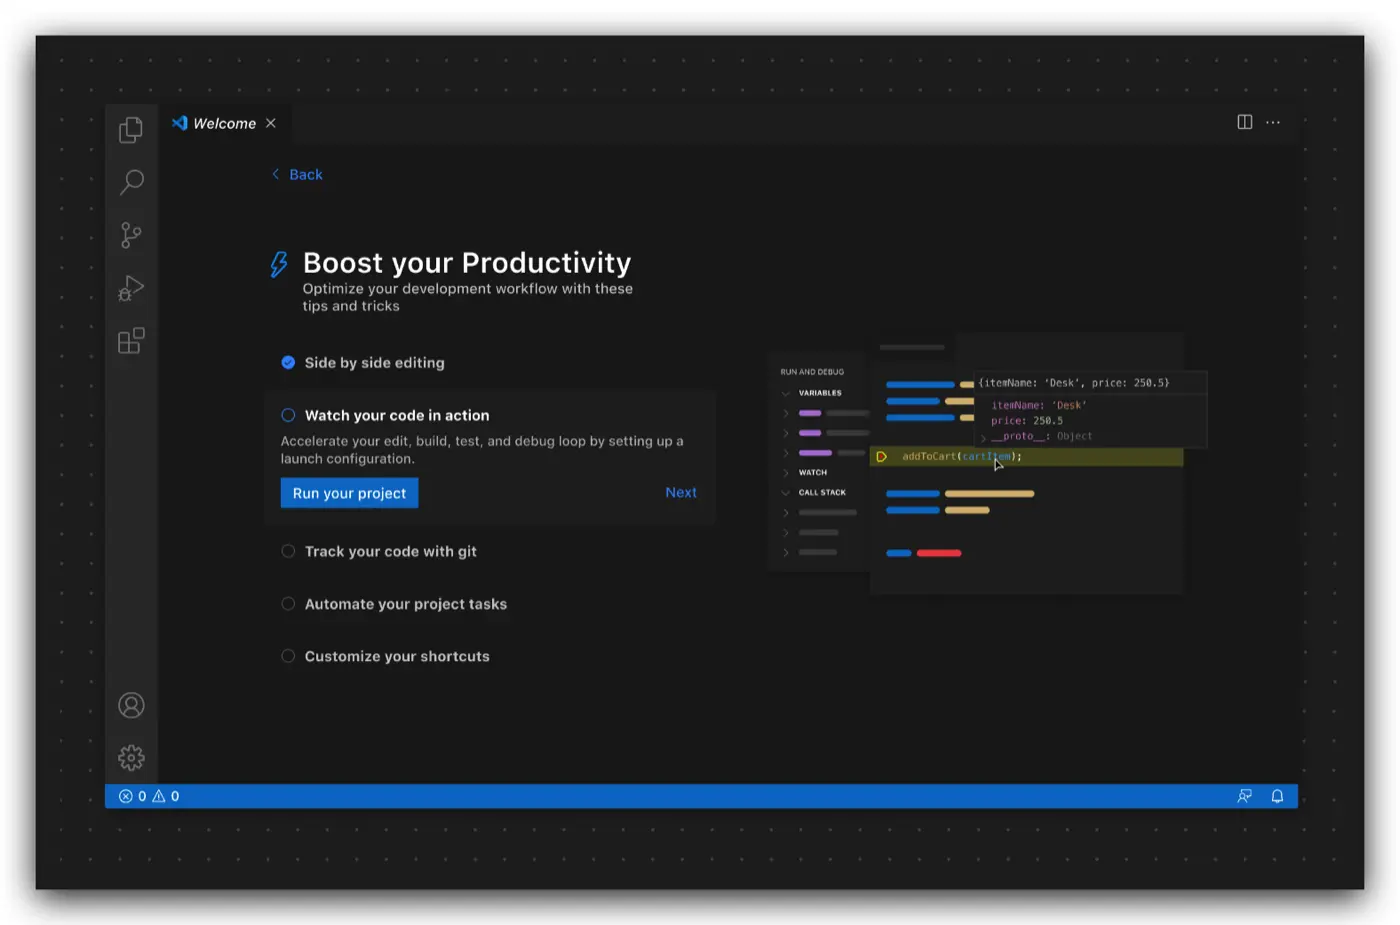 Welcome
Back
Boost your Productivity
Optimize your development workflow with these
tips and tricks
Side by side editing
Watch your code in action
Accelerate your edit, build, test, and debug loop by setting up a
launch configuration.
Run your project
Next
Track your code with git
Automate your project tasks
Customize your shortcuts
RUN AND DEBUG
VARIABLES
WATCH
CALL STACK
{itemName: 'Desk', price: 250.5}
itemName: 'Desk'
price: 250.5
__proto__: Object
addToCart(cartItem);
0 0